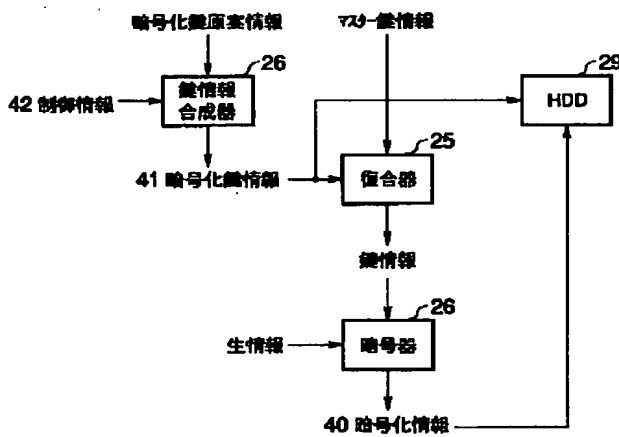 暗号化鍵原案情報
マスター鍵情報
26
29
42 制御情報
鍵情報
合成器
HDD
25
41 暗号化鍵情報
復合器
鍵情報
26
生情報
暗号器
40 暗号化情報